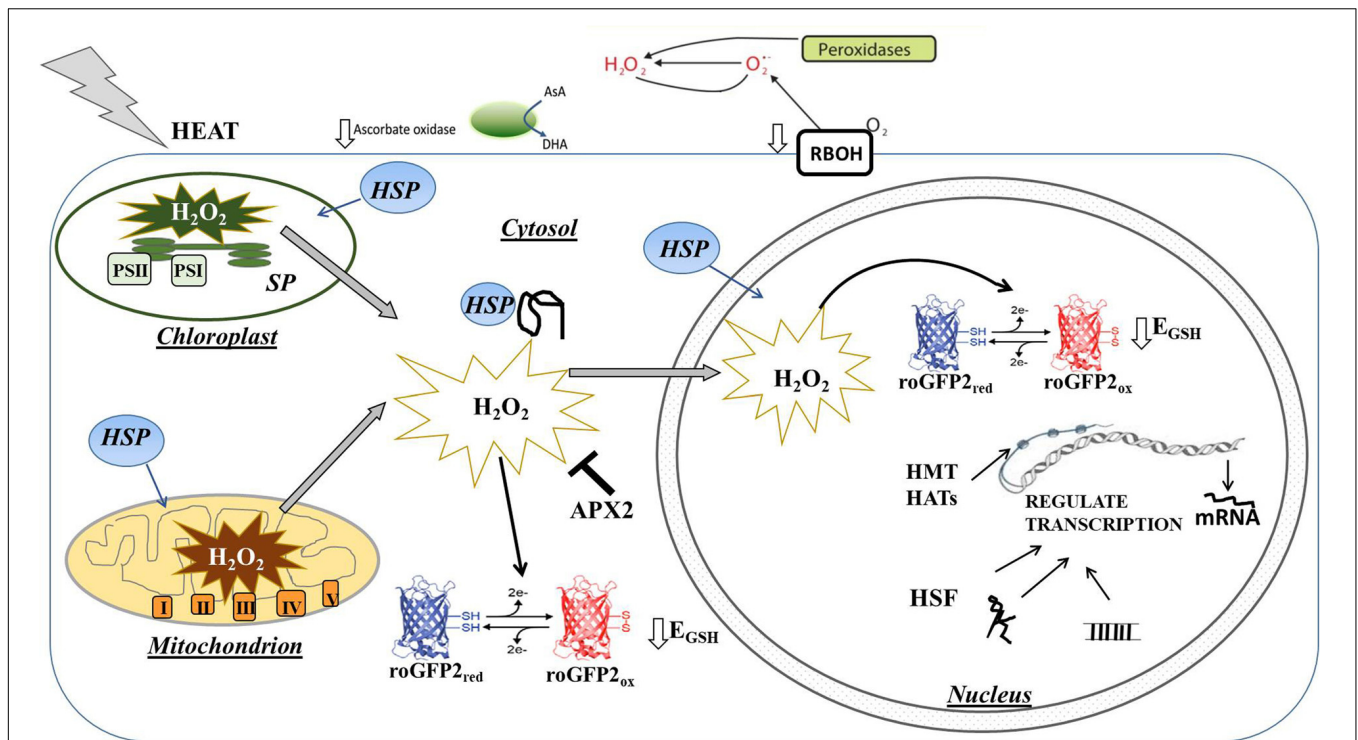 HEAT
Ascorbate oxidase
AsA
DHA
H₂O₂
O₂•−
Peroxidases
O₂
RBOH
HSP
H₂O₂
PSII
PSI
SP
Chloroplast
Cytosol
HSP
H₂O₂
APX2
HSP
H₂O₂
I
II
III
IV
V
Mitochondrion
SH
SH
2e-
2e-
S
S
roGFP2red
roGFP2ox
EGSH
HSP
H₂O₂
SH
SH
2e-
2e-
S
S
roGFP2red
roGFP2ox
EGSH
HMT
HATs
REGULATE
TRANSCRIPTION
mRNA
HSF
Nucleus